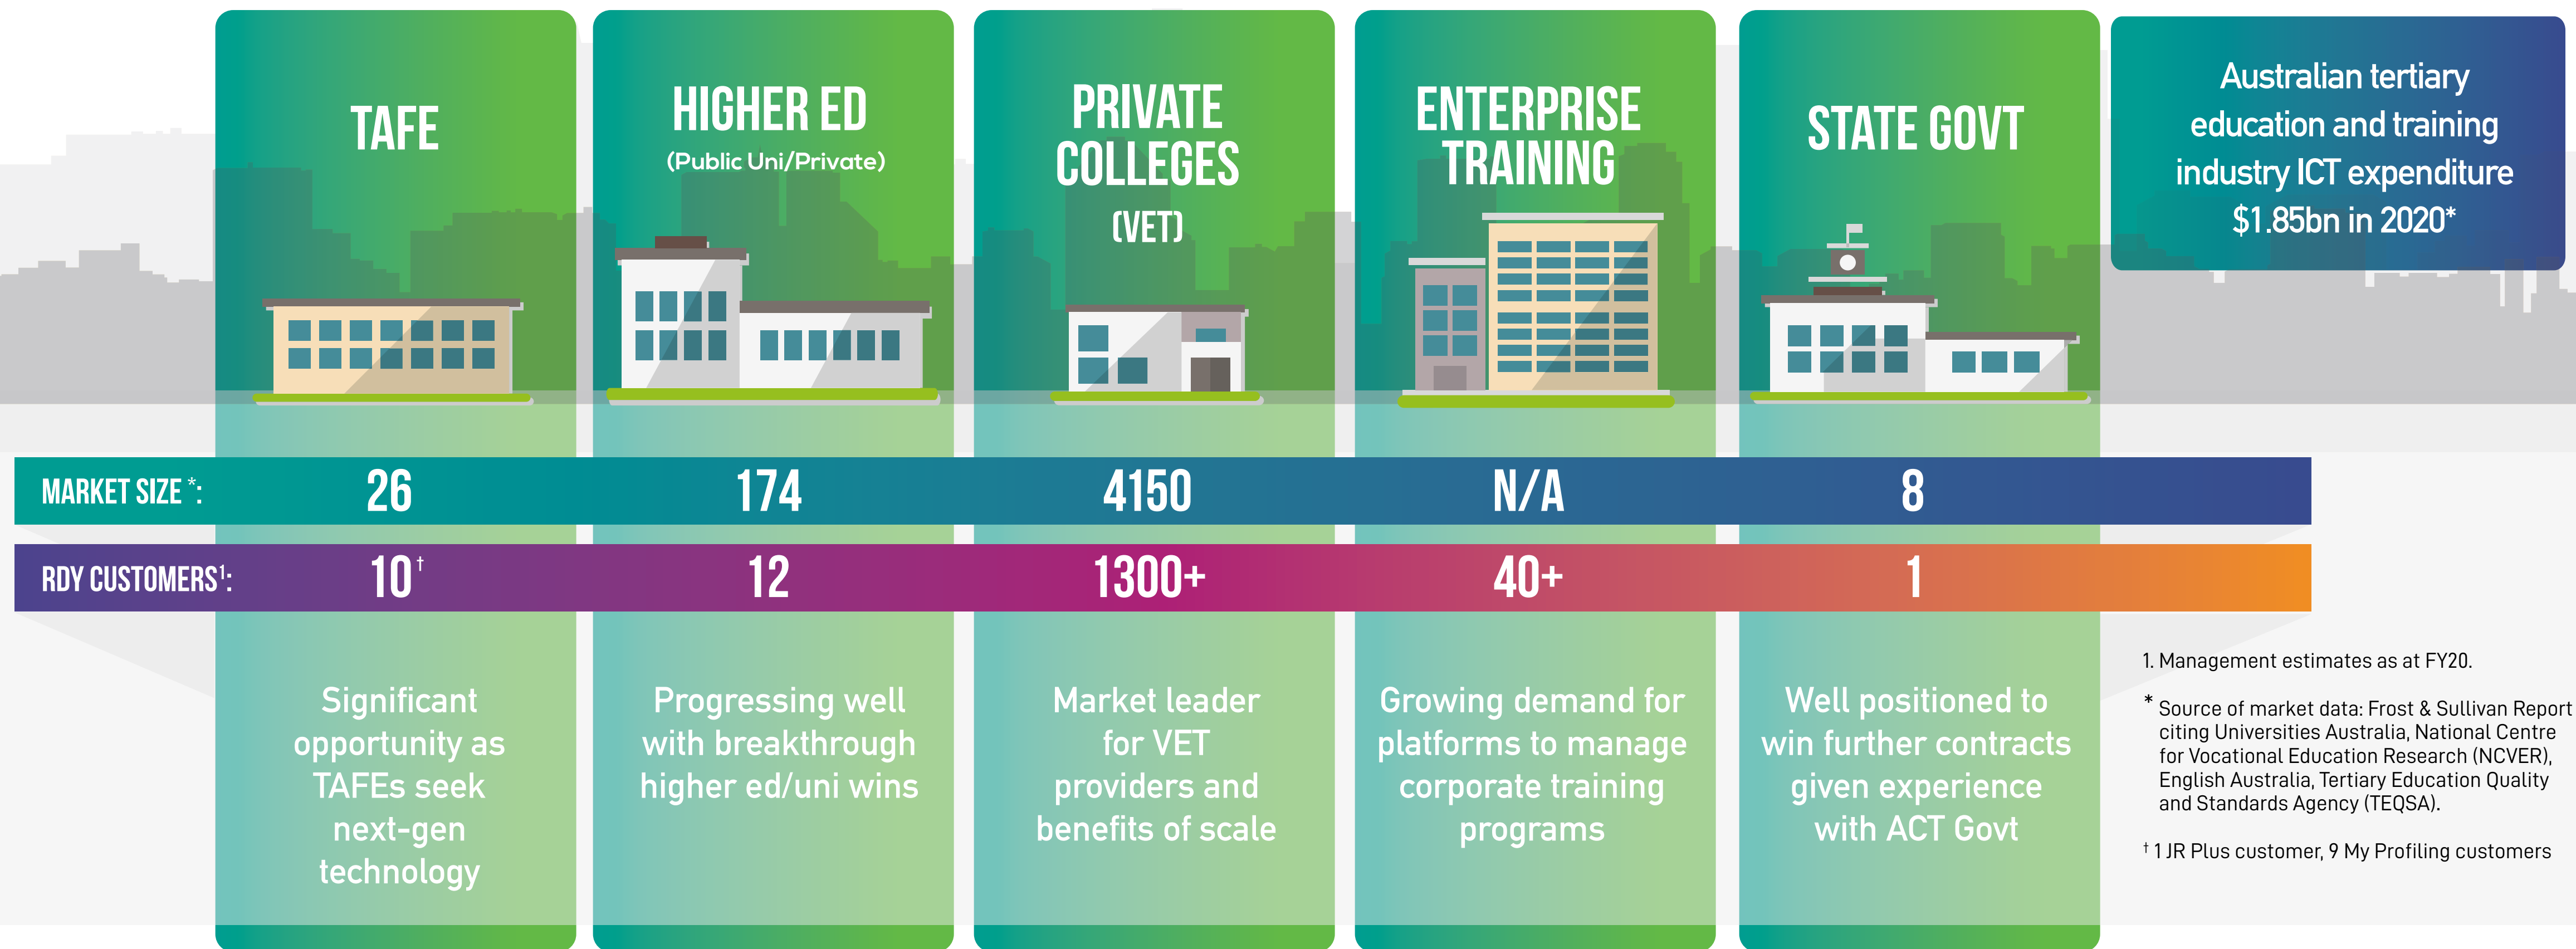 TAFE
HIGHER ED
(Public Uni/Private)
PRIVATE
COLLEGES
(VET)
ENTERPRISE
TRAINING
STATE GOVT
Australian tertiary
education and training
industry ICT expenditure
$1.85bn in 2020*
MARKET SIZE *: 26 174 4150 N/A 8
RDY CUSTOMERS¹: 10† 12 1300+ 40+ 1
Significant
opportunity as
TAFEs seek
next-gen
technology
Progressing well
with breakthrough
higher ed/uni wins
Market leader
for VET
providers and
benefits of scale
Growing demand for
platforms to manage
corporate training
programs
Well positioned to
win further contracts
given experience
with ACT Govt
1. Management estimates as at FY20.
* Source of market data: Frost & Sullivan Report
citing Universities Australia, National Centre
for Vocational Education Research (NCVER),
English Australia, Tertiary Education Quality
and Standards Agency (TEQSA).
† 1 JR Plus customer, 9 My Profiling customers